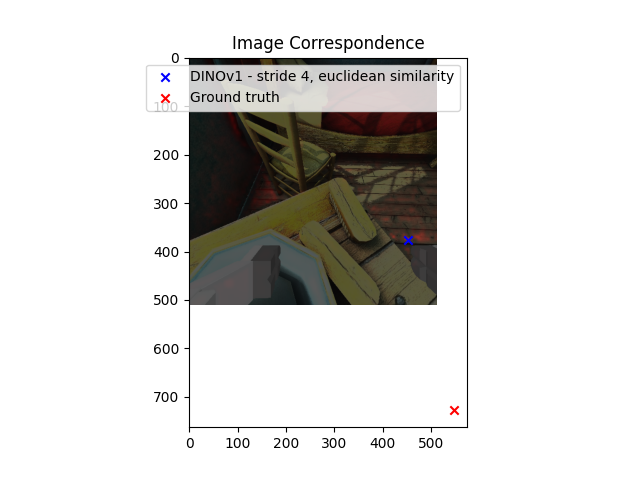 Image Correspondence
DINOv1 - stride 4, euclidean similarity
Ground truth
0
100
200
300
400
500
600
700
0 100 200 300 400 500